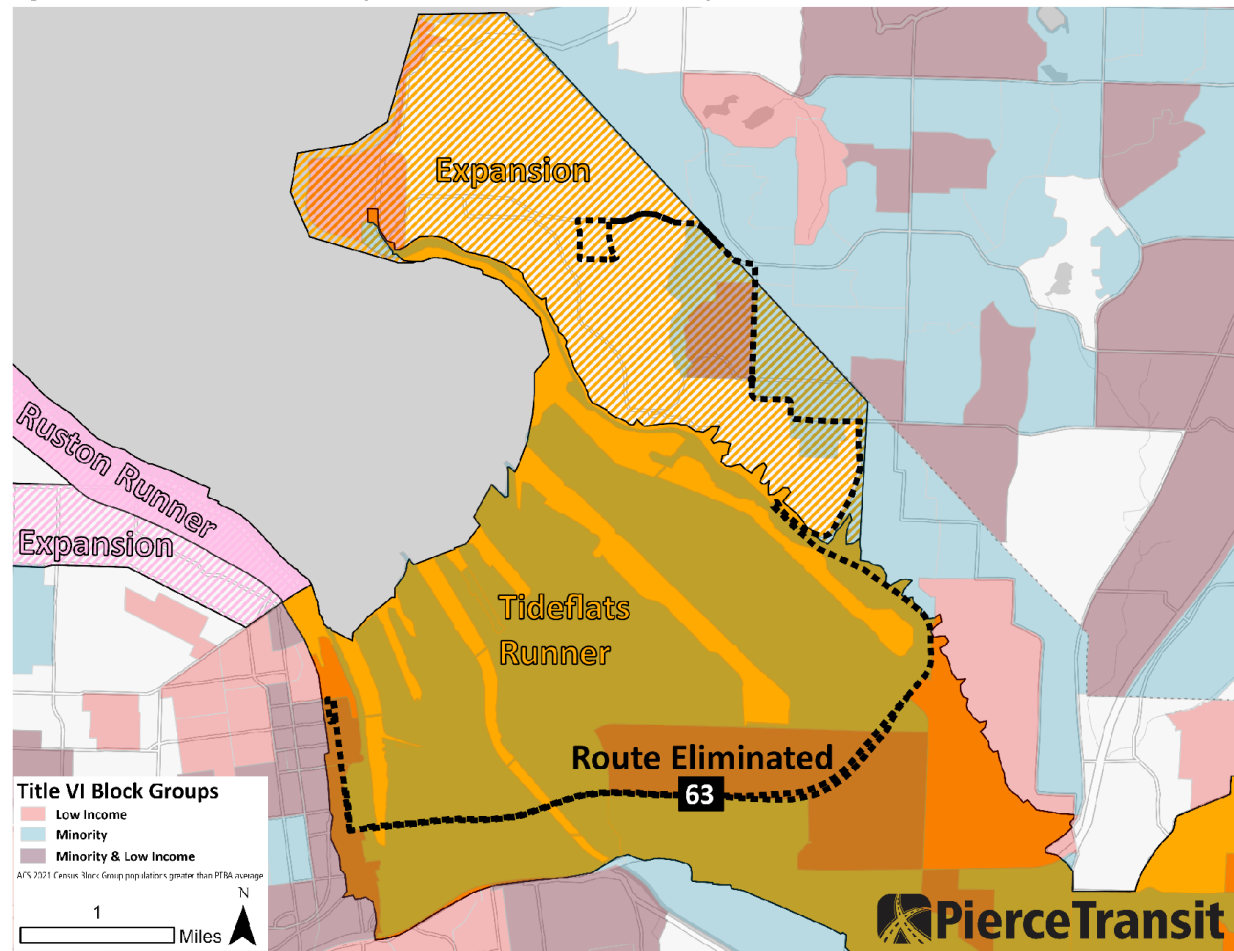 Expansion
Ruston Runner
Expansion
Tideflats
Runner
Route Eliminated
63
Title VI Block Groups
Low Income
Minority
Minority & Low Income
ACS 2021 Census Block Group populations greater than PTBA average
N
1
Miles
PierceTransit